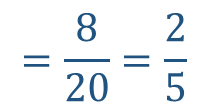 = 8/20 = 2/5